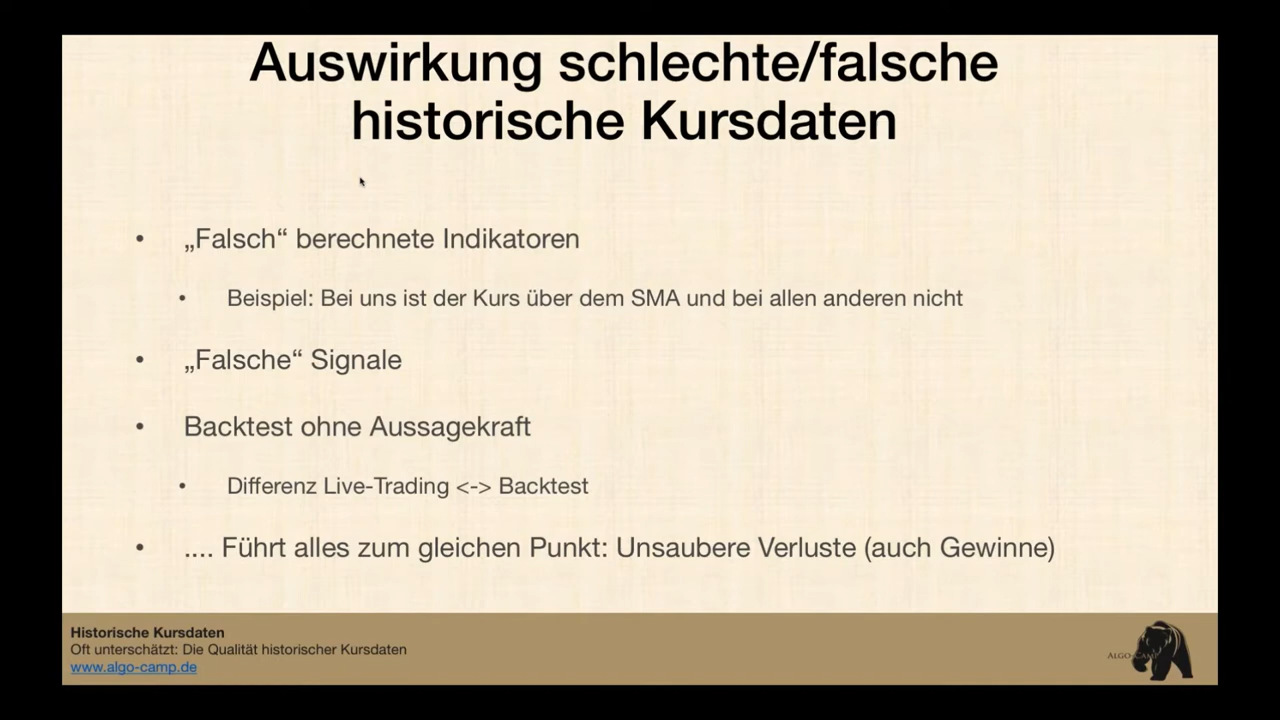 Auswirkung schlechte/falsche
historische Kursdaten
• „Falsch“ berechnete Indikatoren
• Beispiel: Bei uns ist der Kurs über dem SMA und bei allen anderen nicht
• „Falsche“ Signale
• Backtest ohne Aussagekraft
• Differenz Live-Trading <-> Backtest
• .... Führt alles zum gleichen Punkt: Unsaubere Verluste (auch Gewinne)
Historische Kursdaten
Oft unterschätzt: Die Qualität historischer Kursdaten
www.algo-camp.de
ALGO-CAMP